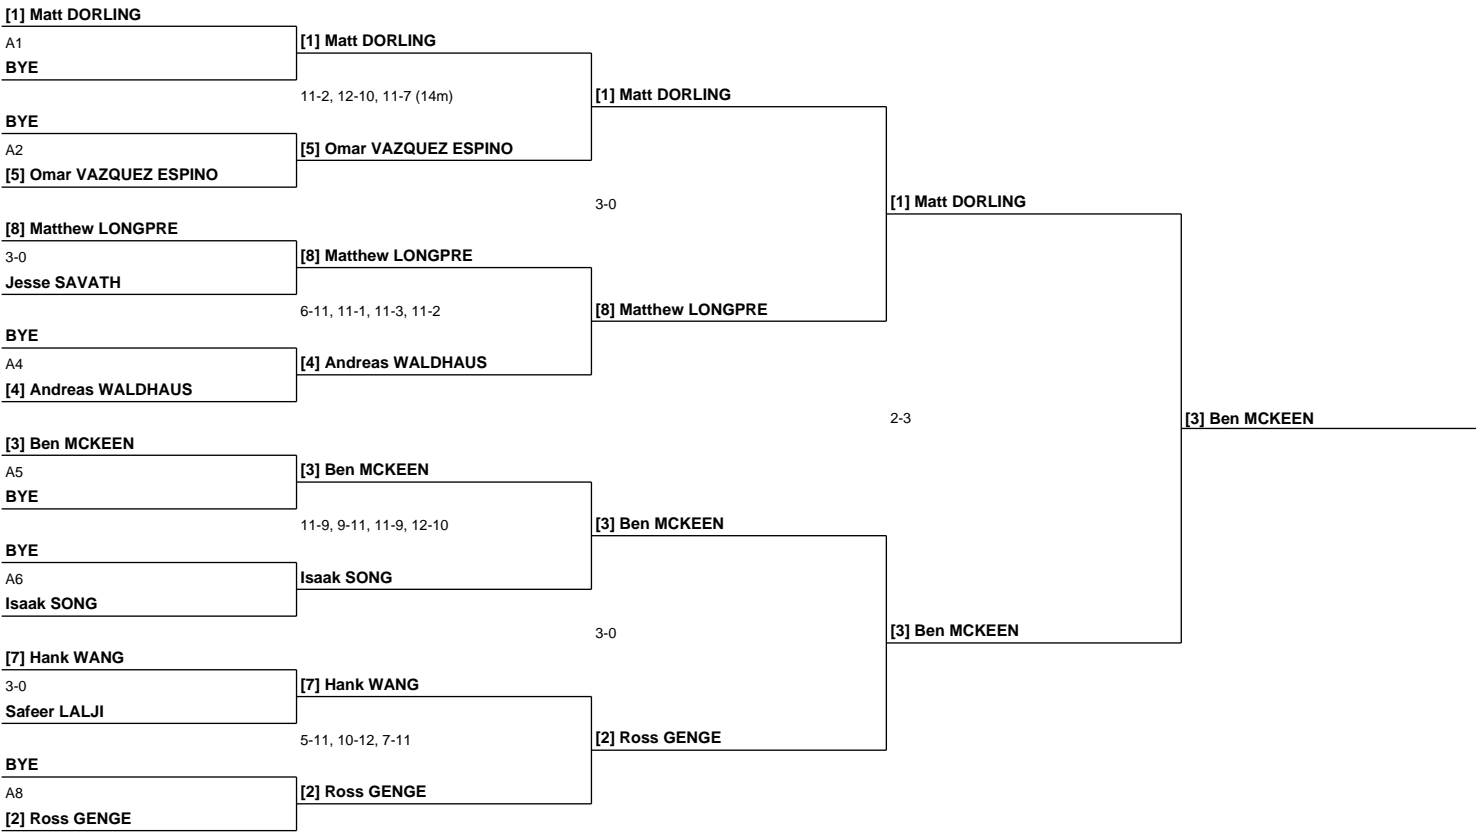 [1] Matt DORLING
A1
BYE
BYE
A2
[5] Omar VAZQUEZ ESPINO
[8] Matthew LONGPRE
3-0
Jesse SAVATH
BYE
A4
[4] Andreas WALDHAUS
[3] Ben MCKEEN
A5
BYE
BYE
A6
Isaak SONG
[7] Hank WANG
3-0
Safeer LALJI
BYE
A8
[2] Ross GENGE
[1] Matt DORLING
11-2, 12-10, 11-7 (14m)
[5] Omar VAZQUEZ ESPINO
[8] Matthew LONGPRE
6-11, 11-1, 11-3, 11-2
[4] Andreas WALDHAUS
[3] Ben MCKEEN
11-9, 9-11, 11-9, 12-10
Isaak SONG
[7] Hank WANG
5-11, 10-12, 7-11
[2] Ross GENGE
[1] Matt DORLING
3-0
[8] Matthew LONGPRE
[3] Ben MCKEEN
3-0
[2] Ross GENGE
[1] Matt DORLING
2-3
[3] Ben MCKEEN
[3] Ben MCKEEN